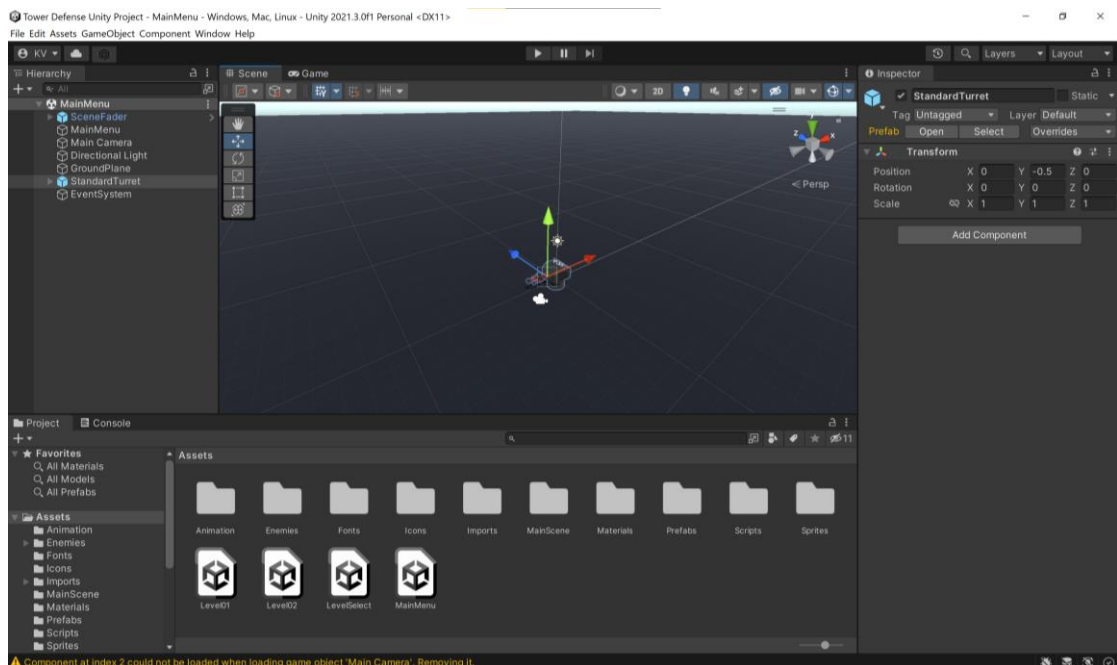 Tower Defense Unity Project - MainMenu - Windows, Mac, Linux - Unity 2021.3.0f1 Personal <DX11>
File Edit Assets GameObject Component Window Help
KV
Layers
Layout
Hierarchy
All
MainMenu
SceneFader
MainMenu
Main Camera
Directional Light
GroundPlane
StandardTurret
EventSystem
Scene
Game
2D
y
z
x
Persp
Inspector
StandardTurret
Static
Tag Untagged
Layer Default
Prefab Open Select Overrides
Transform
Position X 0 Y -0.5 Z 0
Rotation X 0 Y 0 Z 0
Scale X 1 Y 1 Z 1
Add Component
Project
Console
11
Favorites
All Materials
All Models
All Prefabs
Assets
Animation
Enemies
Fonts
Icons
Imports
MainScene
Materials
Prefabs
Scripts
Sprites
Assets
Animation Enemies Fonts Icons Imports MainScene Materials Prefabs Scripts Sprites
Level01 Level02 LevelSelect MainMenu
Component at index 2 could not be loaded when loading game object 'Main Camera'. Removing it.